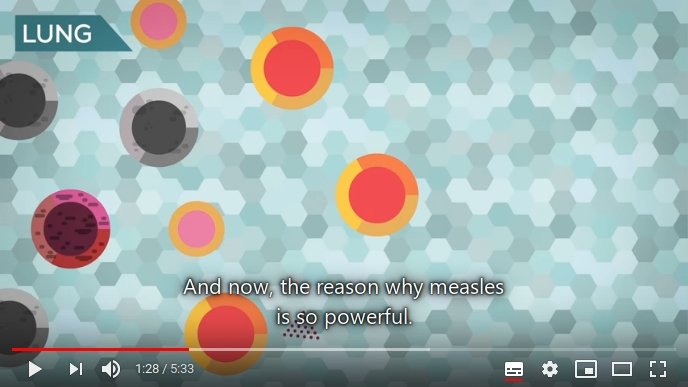 LUNG
And now, the reason why measles
is so powerful.
1:28 / 5:33